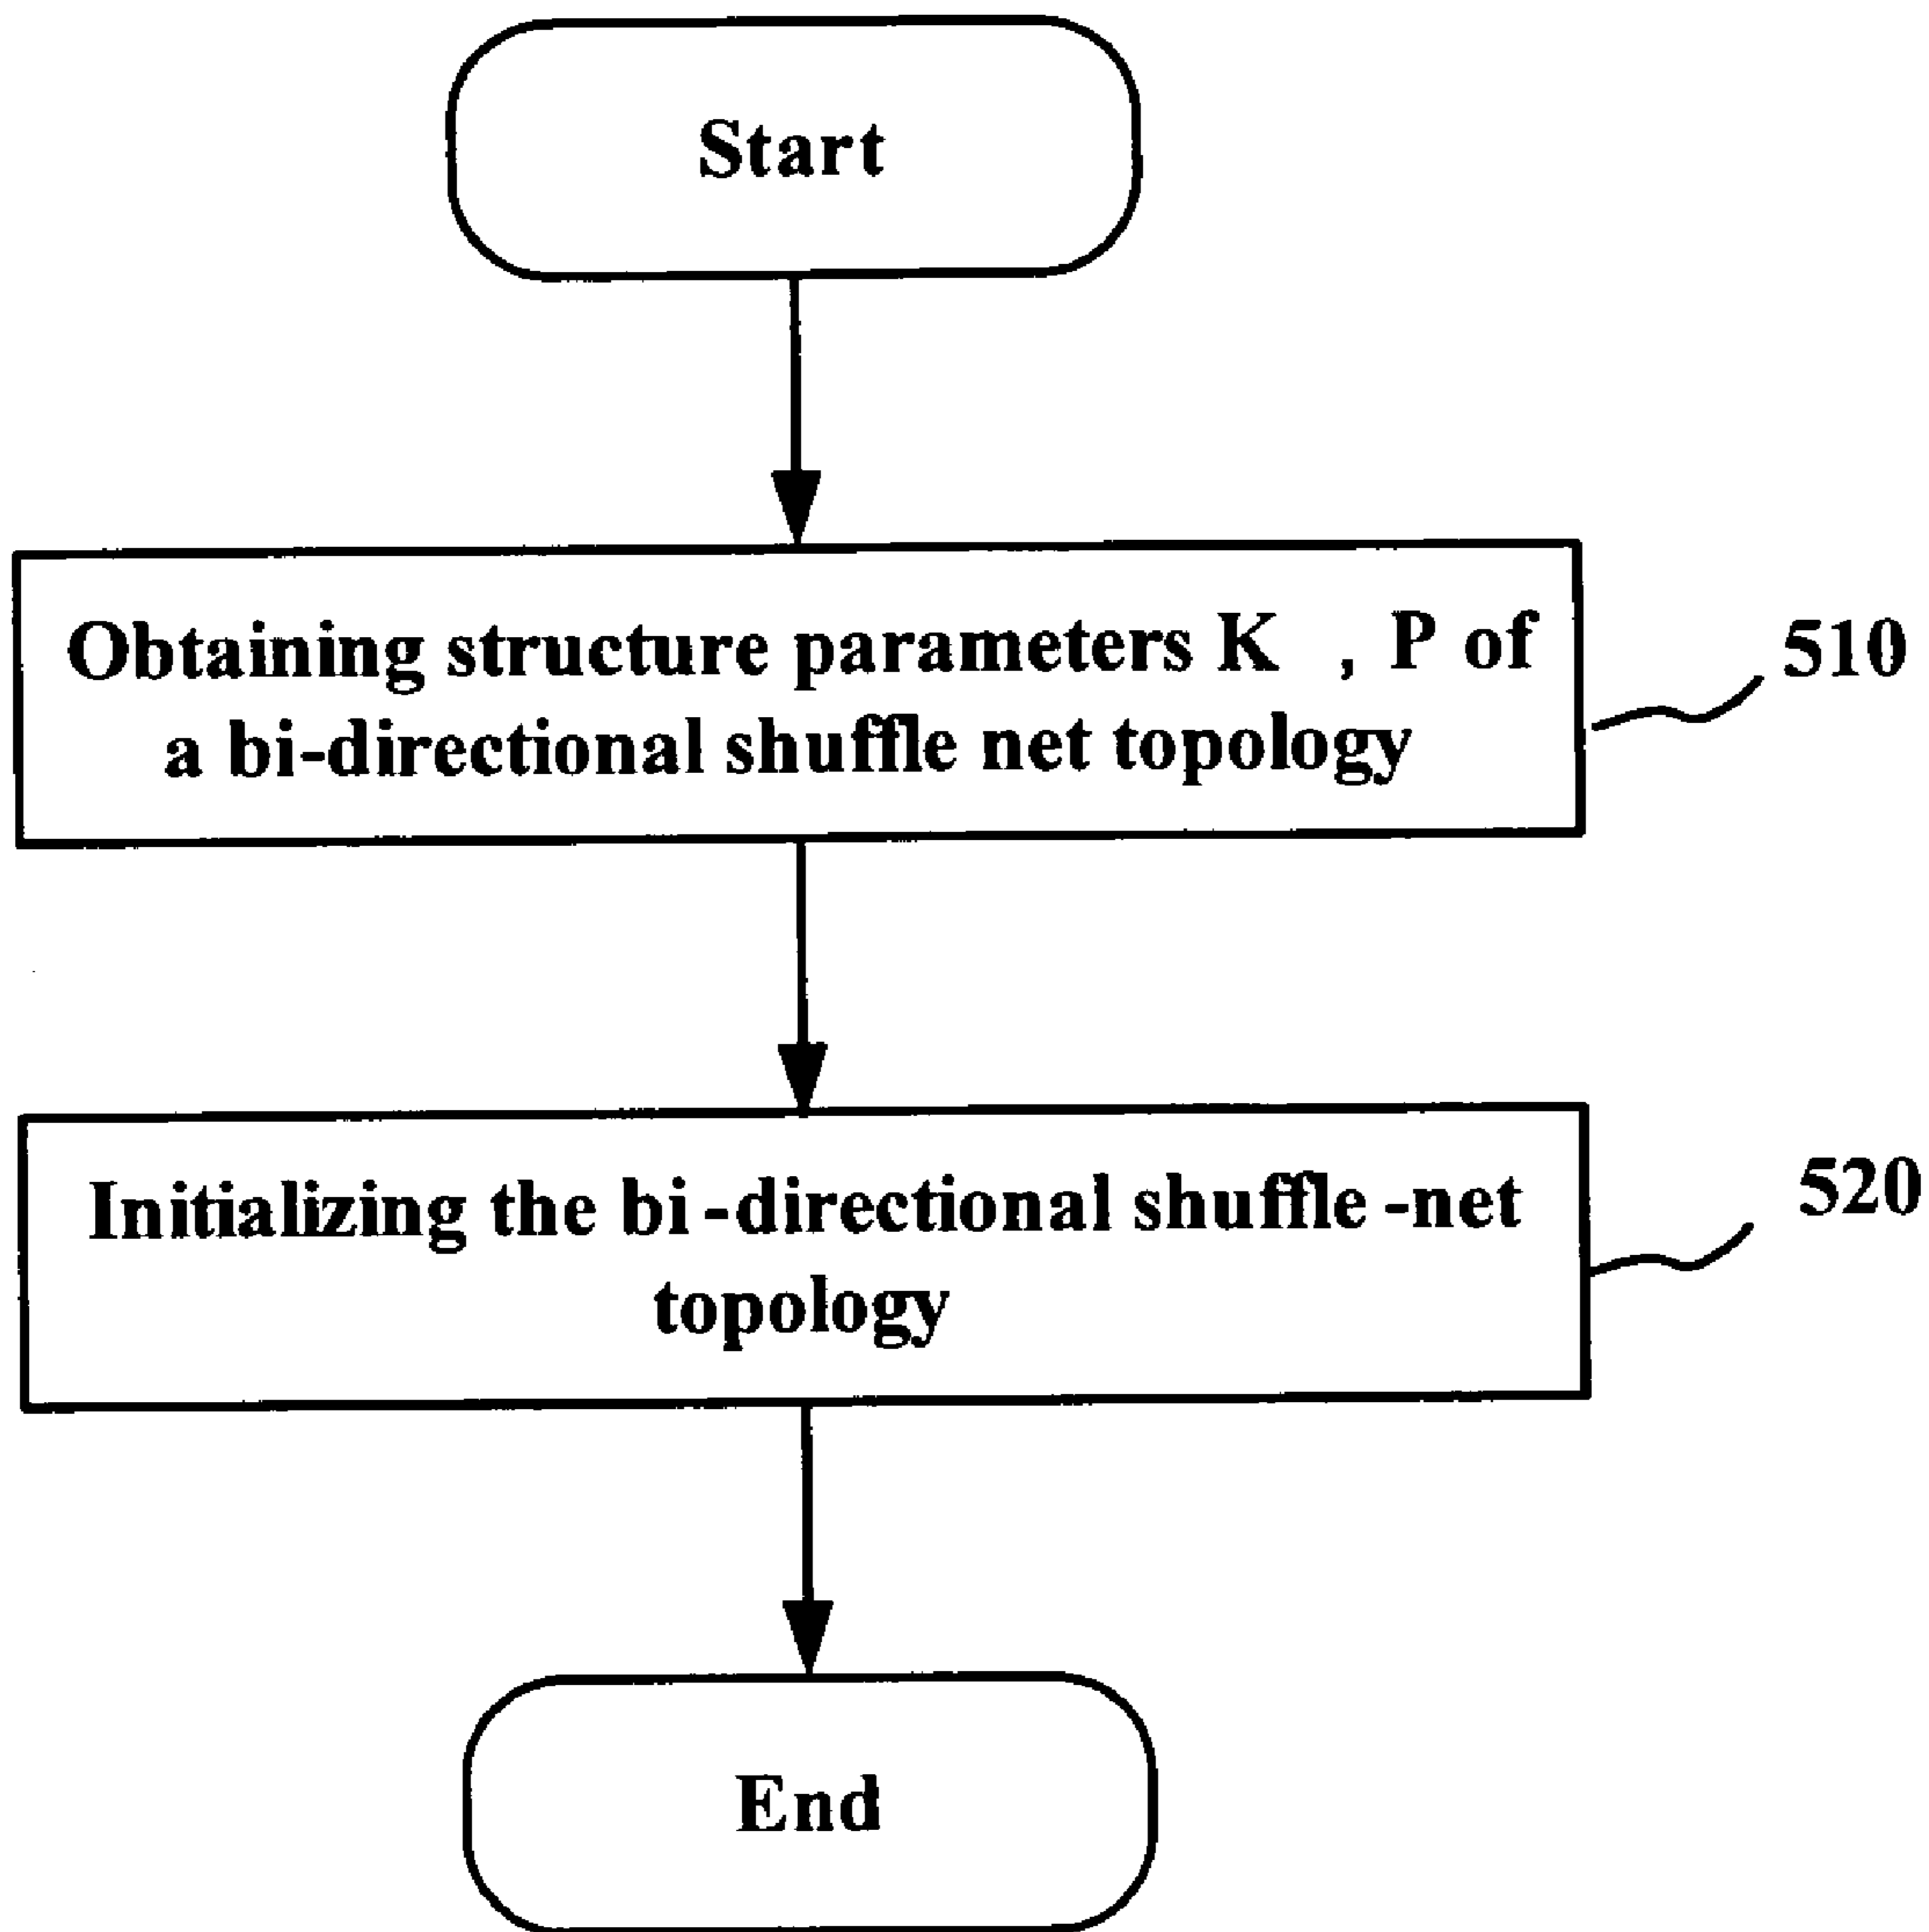 Start
Obtaining structure parameters K , P of
a bi-directional shuffle net topology
510
Initializing the bi-directional shuffle-net
topology
520
End